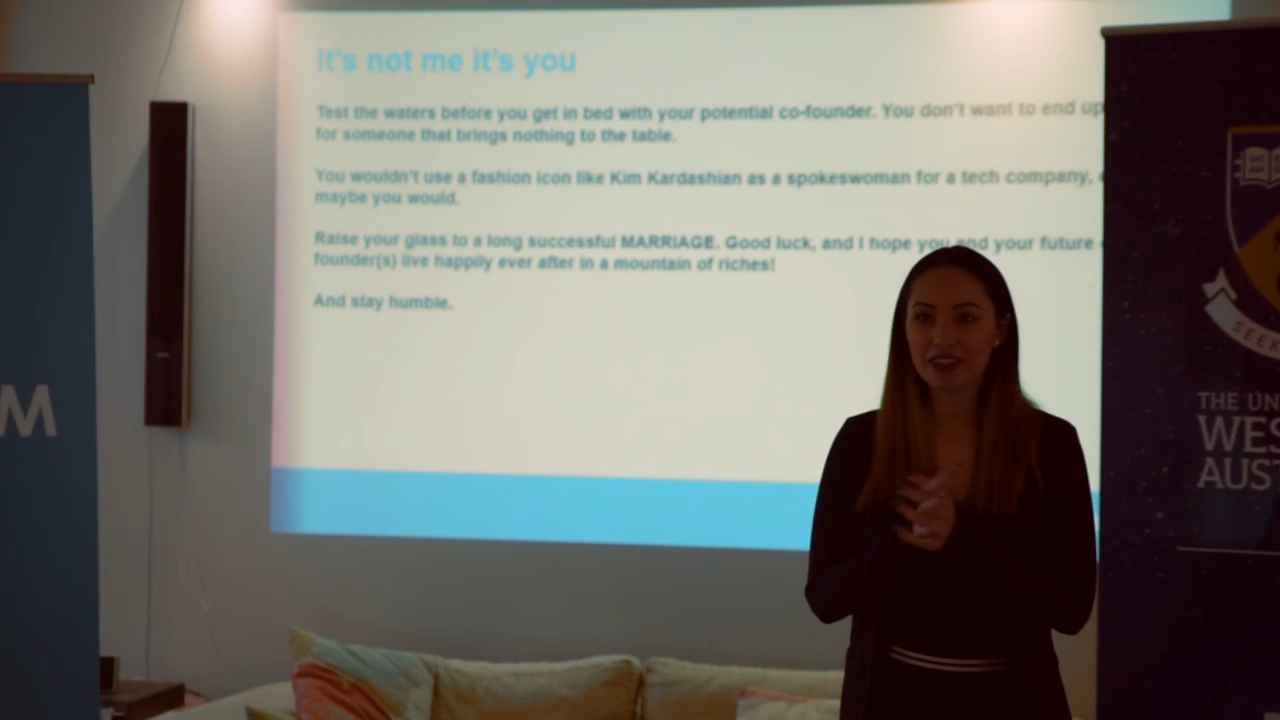 It's not me it's you
Test the waters before you get in bed with your potential co-founder. You don't want to end up
for someone that brings nothing to the table.
You wouldn't use a fashion icon like Kim Kardashian as a spokeswoman for a tech company,
maybe you would.
Raise your glass to a long successful MARRIAGE. Good luck, and I hope you and your future
founder(s) live happily ever after in a mountain of riches!
And stay humble.
M
SEEK
THE UN
WES
AUST